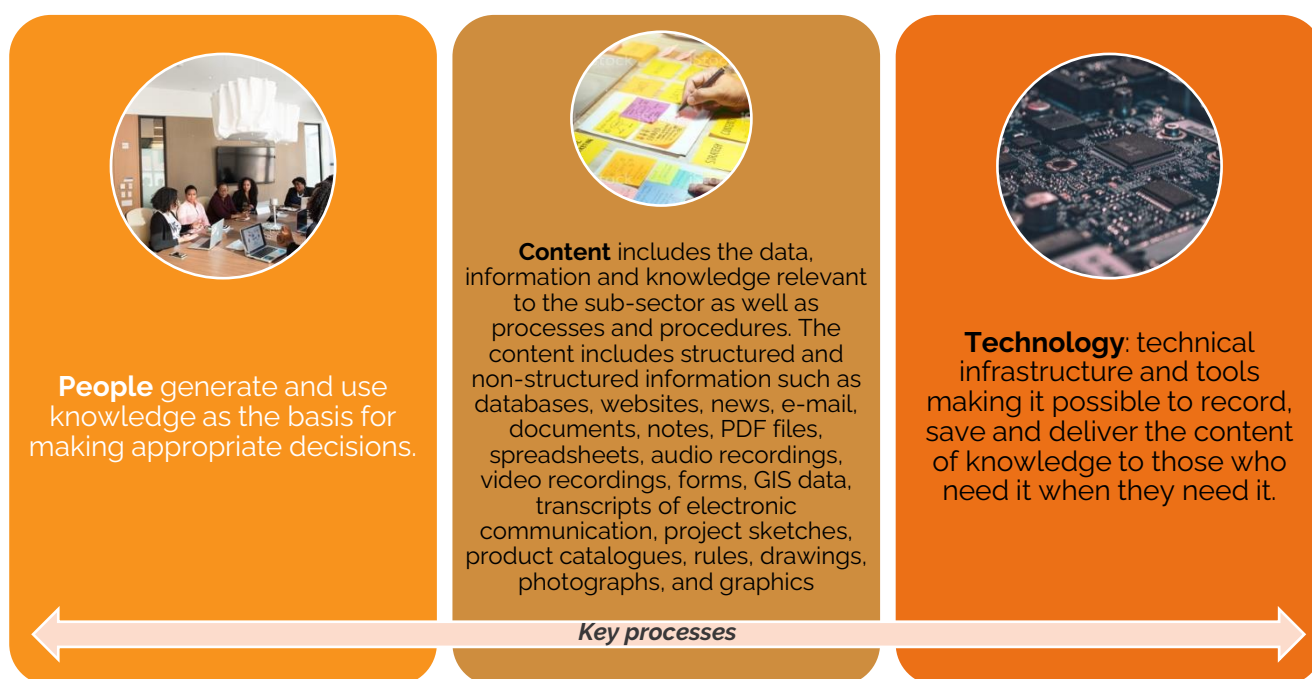 People generate and use
knowledge as the basis for
making appropriate decisions.
Content includes the data,
information and knowledge relevant
to the sub-sector as well as
processes and procedures. The
content includes structured and
non-structured information such as
databases, websites, news, e-mail,
documents, notes, PDF files,
spreadsheets, audio recordings,
video recordings, forms, GIS data,
transcripts of electronic
communication, project sketches,
product catalogues, rules, drawings,
photographs, and graphics
Technology: technical
infrastructure and tools
making it possible to record,
save and deliver the content
of knowledge to those who
need it when they need it.
Key processes